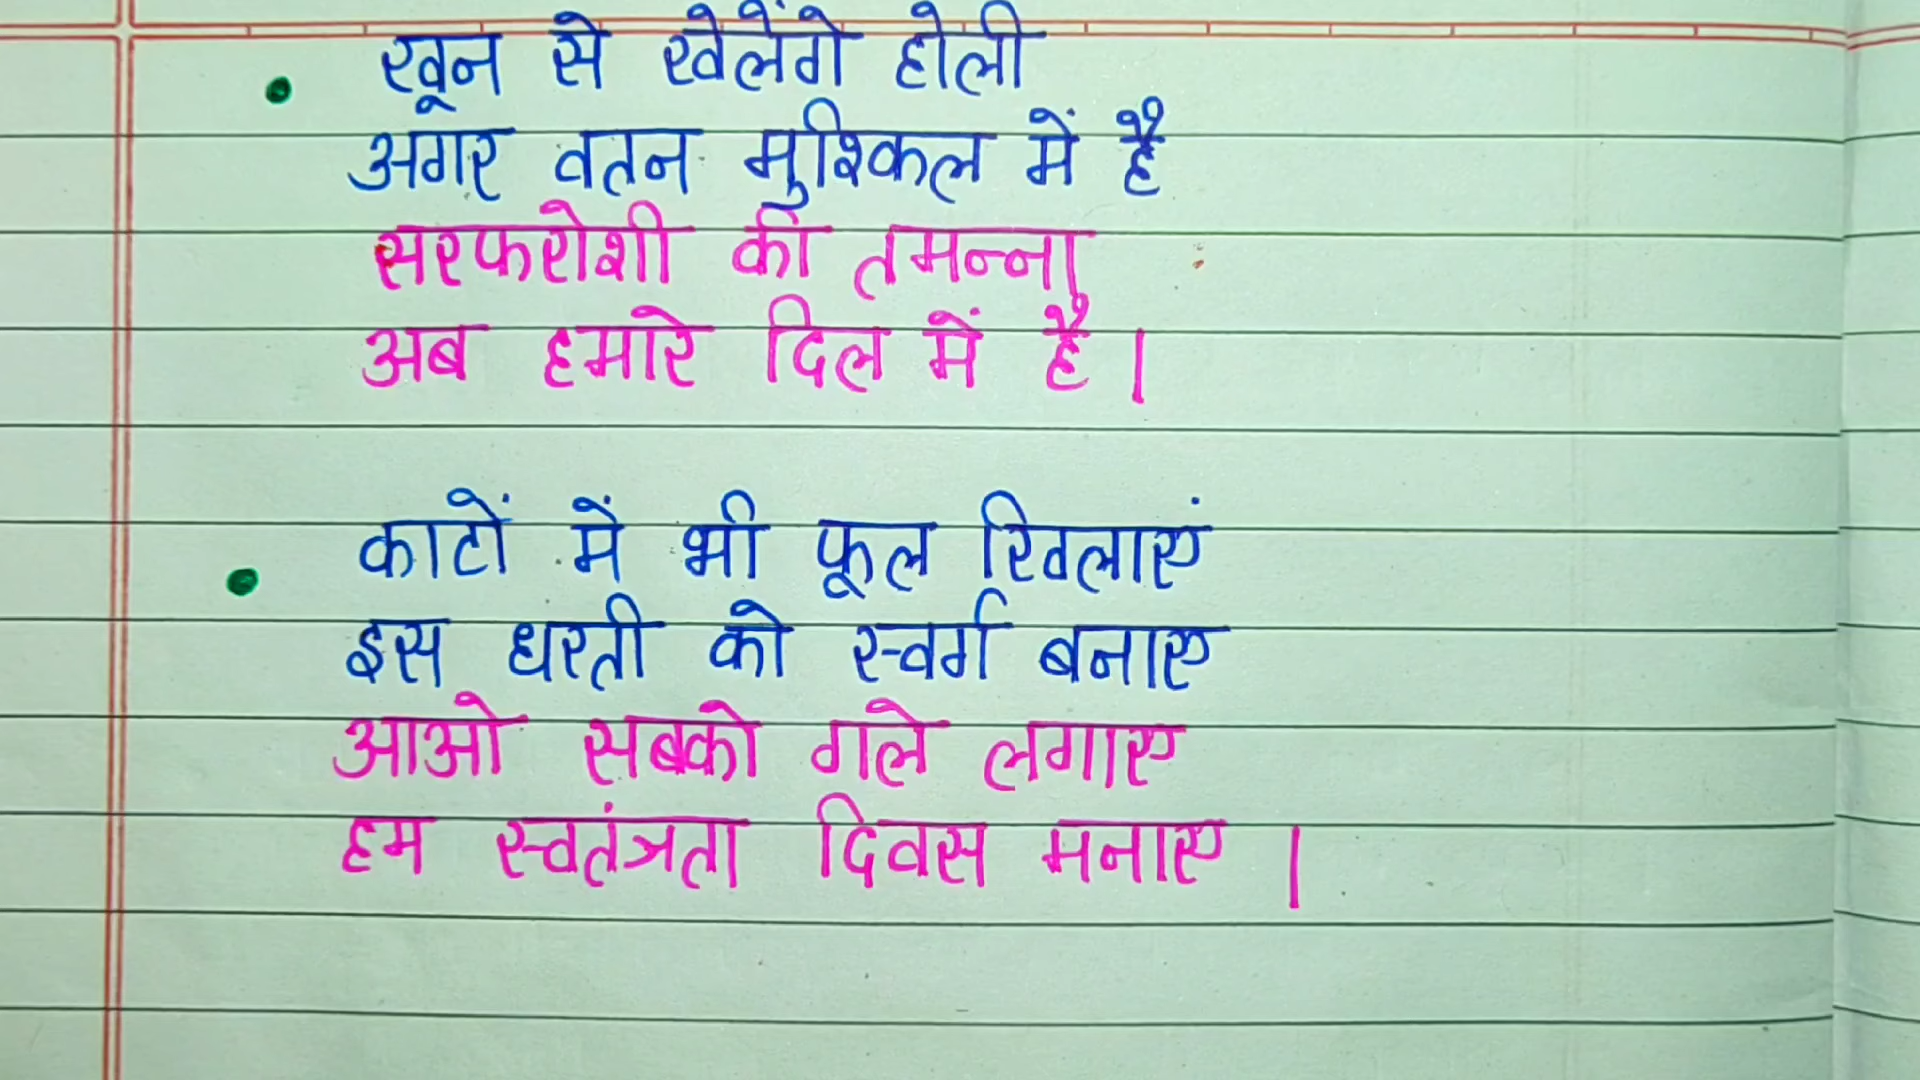 • खून से खेलेंगे होली
अगर वतन मुश्किल में है
सरफरोशी की तमन्ना
अब हमारे दिल में है।
• काटों में भी फूल खिलाएं
इस धरती को स्वर्ग बनाए
आओ सबको गले लगाए
हम स्वतंत्रता दिवस मनाए।